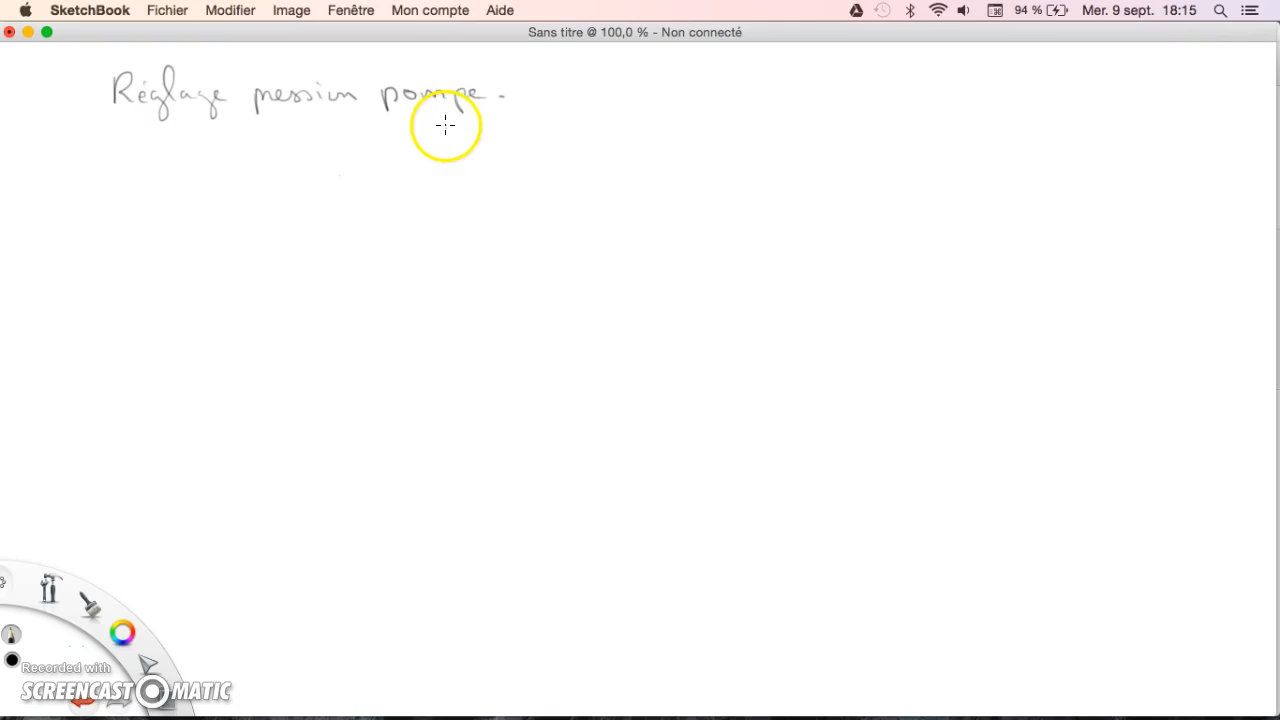 SketchBook Fichier Modifier Image Fenêtre Mon compte Aide 94 % Mer. 9 sept. 18:15
Sans titre @ 100,0 % - Non connecté
Réglage pression pompe.
Recorded with
SCREENCAST MATIC